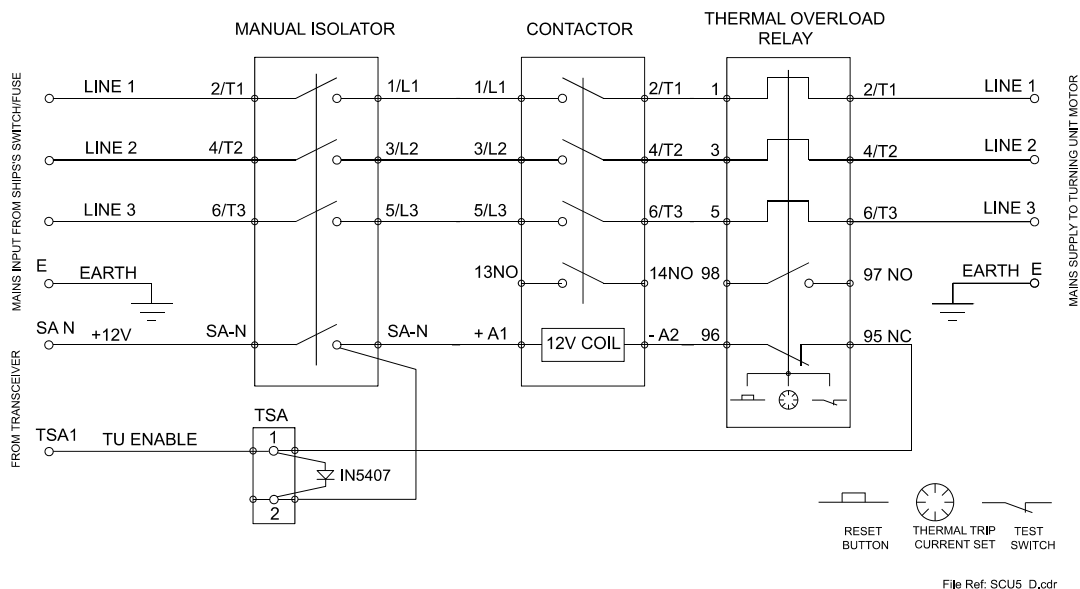 MANUAL ISOLATOR
CONTACTOR
THERMAL OVERLOAD
RELAY
MAINS INPUT FROM SHIPS'S SWITCH/FUSE
LINE 1
2/T1
1/L1
1/L1
2/T1
1
2/T1
LINE 1
LINE 2
4/T2
3/L2
3/L2
4/T2
3
4/T2
LINE 2
LINE 3
6/T3
5/L3
5/L3
6/T3
5
6/T3
LINE 3
MAINS SUPPLY TO TURNING UNIT MOTOR
E
EARTH
13NO
14NO
98
97 NO
EARTH
E
FROM TRANSCEIVER
SA N
+12V
SA-N
SA-N
+ A1
12V COIL
- A2
96
95 NC
TSA
TSA1
TU ENABLE
1
IN5407
2
RESET
BUTTON
THERMAL TRIP
CURRENT SET
TEST
SWITCH
File Ref: SCU5_D.cdr